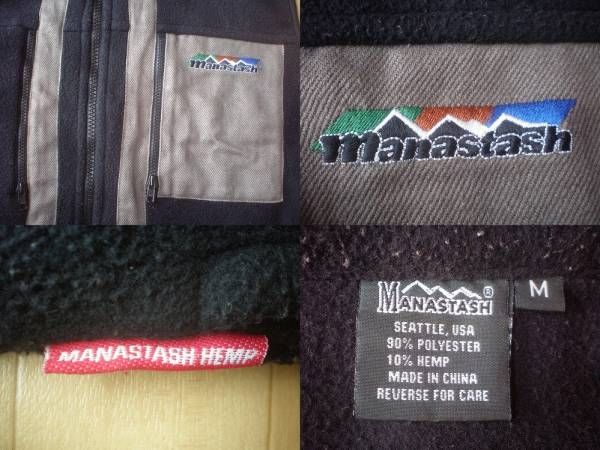 manastash
manastash
MANASTASH HEMP
MANASTASH ®
M
SEATTLE, USA
90% POLYESTER
10% HEMP
MADE IN CHINA
REVERSE FOR CARE